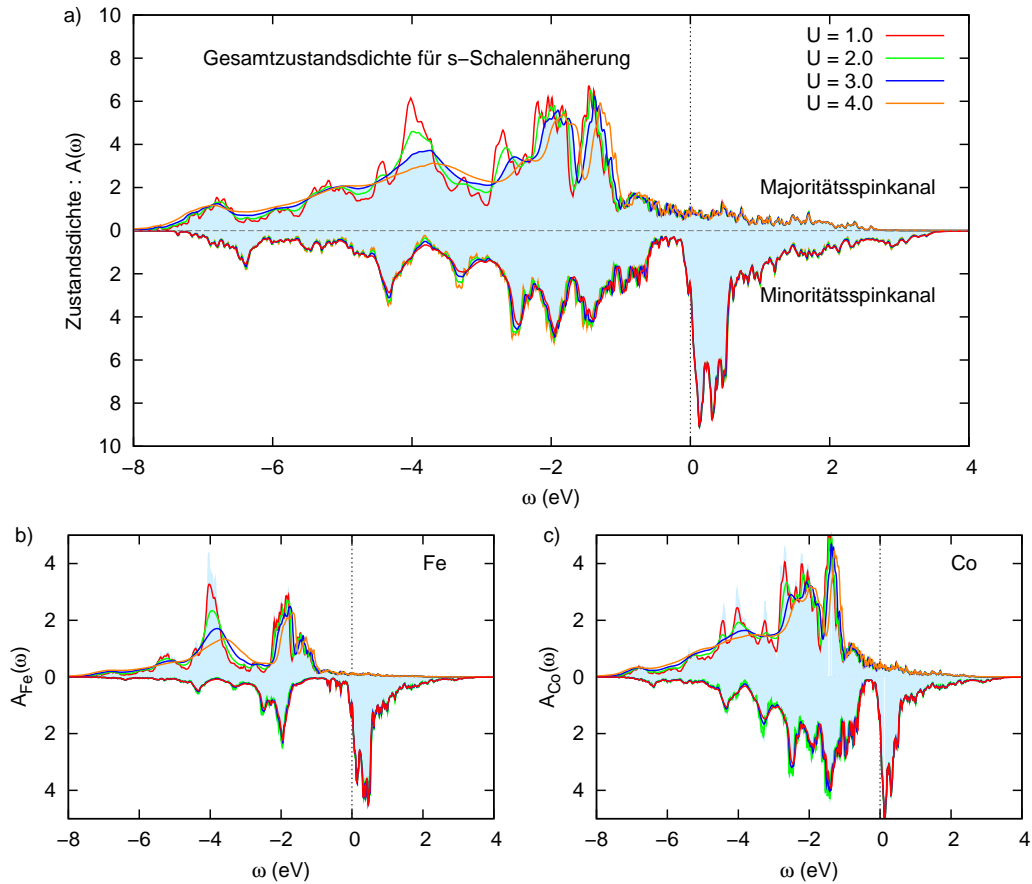 a)
Gesamtzustandsdichte für s−Schalennäherung
U = 1.0
U = 2.0
U = 3.0
U = 4.0
Majoritätsspinkanal
Minoritätsspinkanal
Zustandsdichte : A(ω)
10
8
6
4
2
0
2
4
6
8
10
−8 −6 −4 −2 0 2 4
ω (eV)
b)
Fe
A_Fe(ω)
4
2
0
2
4
−8 −6 −4 −2 0 2 4
ω (eV)
c)
Co
A_Co(ω)
4
2
0
2
4
−8 −6 −4 −2 0 2 4
ω (eV)